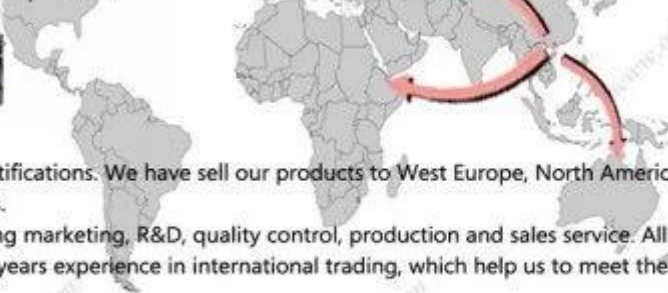 tifications. We have sell our products to West Europe, North Americ
.
ng marketing, R&D, quality control, production and sales service. All
years experience in international trading, which help us to meet the